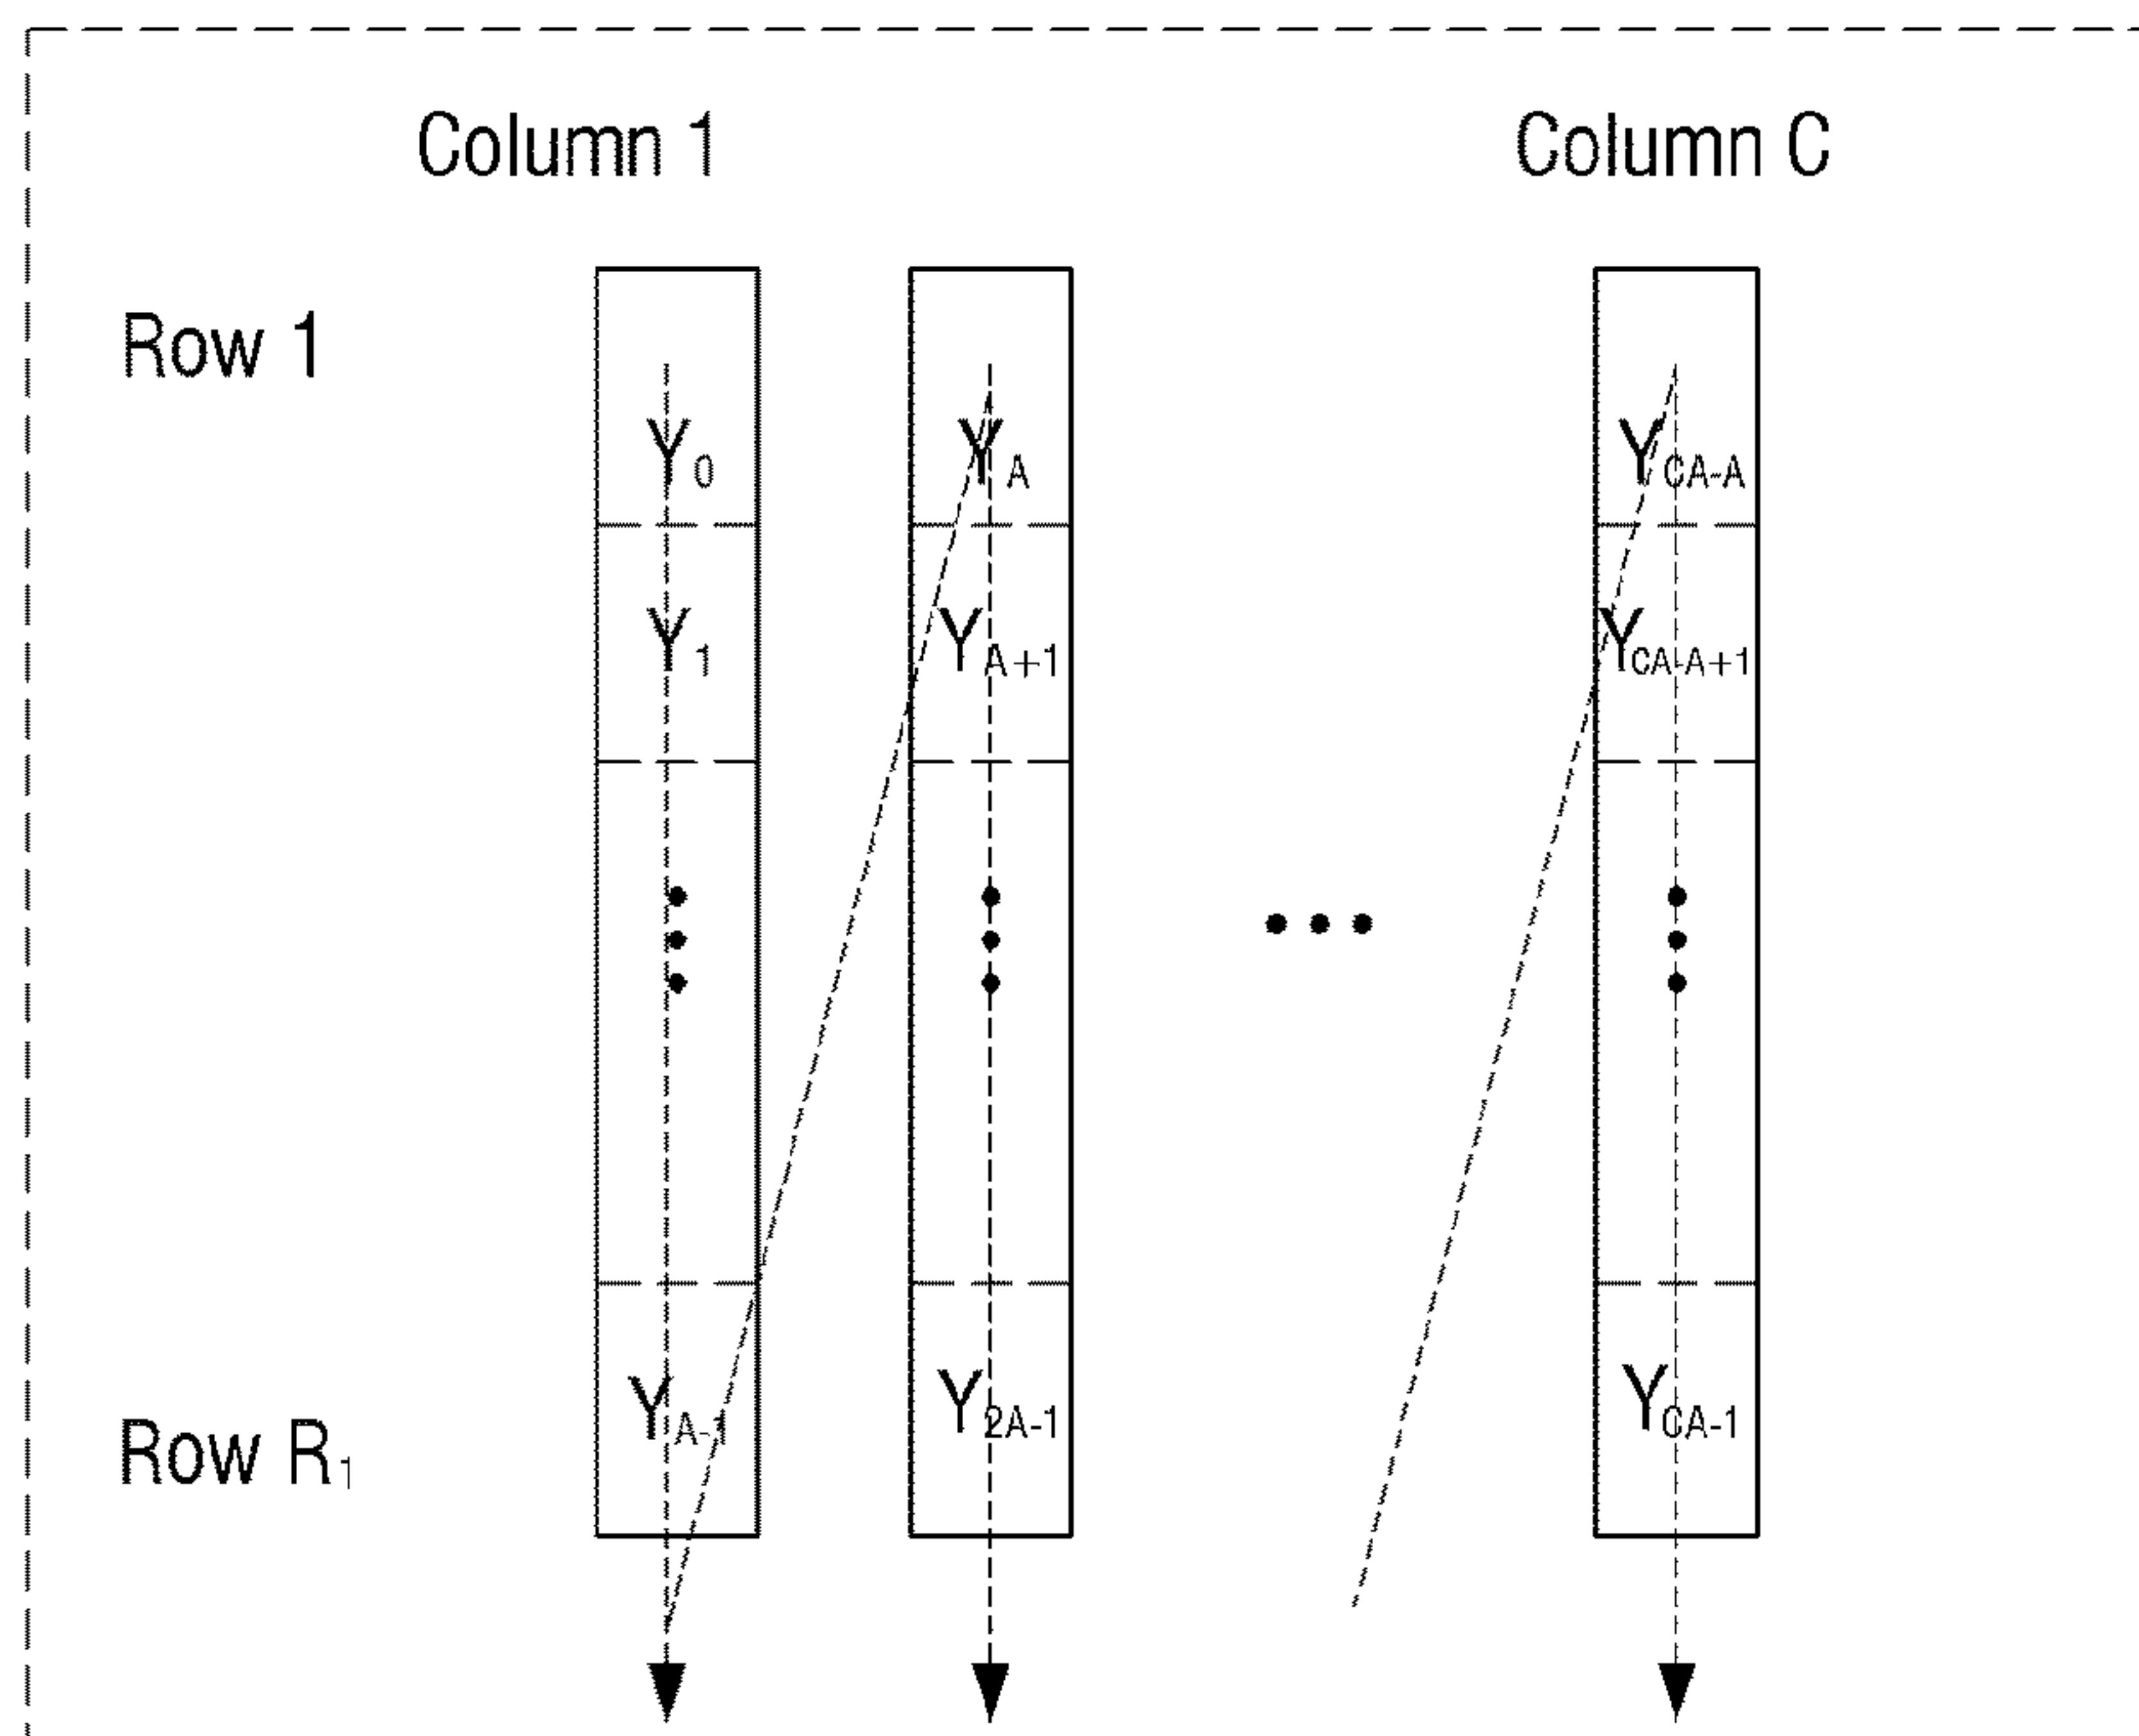 Column 1 Column C
Row 1
Y0 YA YCA-A
Y1 YA+1 YCA-A+1
YA-1 Y2A-1 YCA-1
Row R1